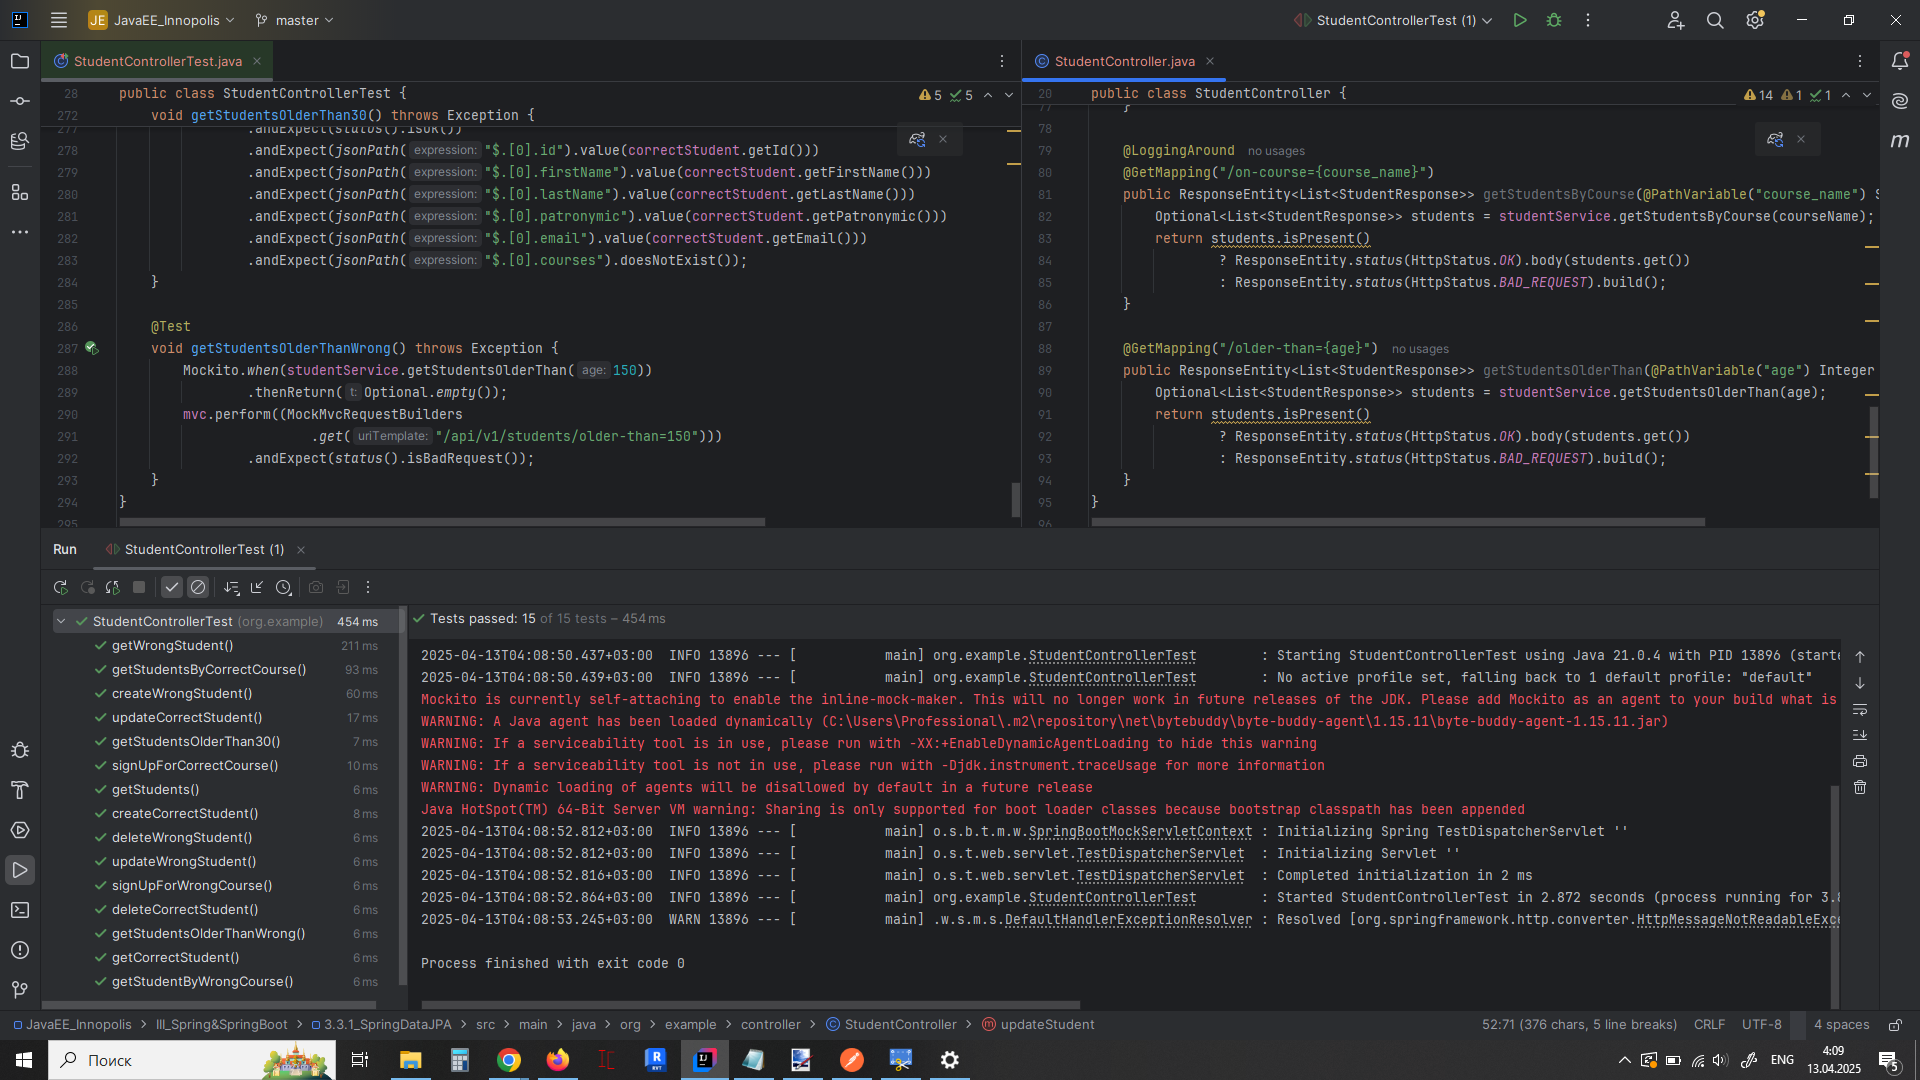 JE JavaEE_Innopolis master StudentControllerTest (1)
StudentControllerTest.java
StudentController.java
28 public class StudentControllerTest { 5 5
272 void getStudentsOlderThan30() throws Exception {
277 .andExpect(status().isOk())
278 .andExpect(jsonPath( expression: "$.[0].id").value(correctStudent.getId()))
279 .andExpect(jsonPath( expression: "$.[0].firstName").value(correctStudent.getFirstName()))
280 .andExpect(jsonPath( expression: "$.[0].lastName").value(correctStudent.getLastName()))
281 .andExpect(jsonPath( expression: "$.[0].patronymic").value(correctStudent.getPatronymic()))
282 .andExpect(jsonPath( expression: "$.[0].email").value(correctStudent.getEmail()))
283 .andExpect(jsonPath( expression: "$.[0].courses").doesNotExist());
284 }
285
286 @Test
287 void getStudentsOlderThanWrong() throws Exception {
288 Mockito.when(studentService.getStudentsOlderThan( age: 150))
289 .thenReturn( t: Optional.empty());
290 mvc.perform((MockMvcRequestBuilders
291 .get( uriTemplate: "/api/v1/students/older-than=150")))
292 .andExpect(status().isBadRequest());
293 }
294 }
295
20 public class StudentController { 14 1 1
77 }
78
79 @LoggingAround no usages
80 @GetMapping("/on-course={course_name}")
81 public ResponseEntity<List<StudentResponse>> getStudentsByCourse(@PathVariable("course_name") S
82 Optional<List<StudentResponse>> students = studentService.getStudentsByCourse(courseName);
83 return students.isPresent()
84 ? ResponseEntity.status(HttpStatus.OK).body(students.get())
85 : ResponseEntity.status(HttpStatus.BAD_REQUEST).build();
86 }
87
88 @GetMapping("/older-than={age}") no usages
89 public ResponseEntity<List<StudentResponse>> getStudentsOlderThan(@PathVariable("age") Integer
90 Optional<List<StudentResponse>> students = studentService.getStudentsOlderThan(age);
91 return students.isPresent()
92 ? ResponseEntity.status(HttpStatus.OK).body(students.get())
93 : ResponseEntity.status(HttpStatus.BAD_REQUEST).build();
94 }
95 }
96
Run StudentControllerTest (1)
StudentControllerTest (org.example) 454 ms
getWrongStudent() 211 ms
getStudentsByCorrectCourse() 93 ms
createWrongStudent() 60 ms
updateCorrectStudent() 17 ms
getStudentsOlderThan30() 7 ms
signUpForCorrectCourse() 10 ms
getStudents() 6 ms
createCorrectStudent() 8 ms
deleteWrongStudent() 6 ms
updateWrongStudent() 6 ms
signUpForWrongCourse() 6 ms
deleteCorrectStudent() 6 ms
getStudentsOlderThanWrong() 6 ms
getCorrectStudent() 6 ms
getStudentByWrongCourse() 6 ms
Tests passed: 15 of 15 tests – 454 ms
2025-04-13T04:08:50.437+03:00 INFO 13896 --- [ main] org.example.StudentControllerTest : Starting StudentControllerTest using Java 21.0.4 with PID 13896 (starte
2025-04-13T04:08:50.439+03:00 INFO 13896 --- [ main] org.example.StudentControllerTest : No active profile set, falling back to 1 default profile: "default"
Mockito is currently self-attaching to enable the inline-mock-maker. This will no longer work in future releases of the JDK. Please add Mockito as an agent to your build what is
WARNING: A Java agent has been loaded dynamically (C:\Users\Professional\.m2\repository\net\bytebuddy\byte-buddy-agent\1.15.11\byte-buddy-agent-1.15.11.jar)
WARNING: If a serviceability tool is in use, please run with -XX:+EnableDynamicAgentLoading to hide this warning
WARNING: If a serviceability tool is not in use, please run with -Djdk.instrument.traceUsage for more information
WARNING: Dynamic loading of agents will be disallowed by default in a future release
Java HotSpot(TM) 64-Bit Server VM warning: Sharing is only supported for boot loader classes because bootstrap classpath has been appended
2025-04-13T04:08:52.812+03:00 INFO 13896 --- [ main] o.s.b.t.m.w.SpringBootMockServletContext : Initializing Spring TestDispatcherServlet ''
2025-04-13T04:08:52.812+03:00 INFO 13896 --- [ main] o.s.t.web.servlet.TestDispatcherServlet : Initializing Servlet ''
2025-04-13T04:08:52.816+03:00 INFO 13896 --- [ main] o.s.t.web.servlet.TestDispatcherServlet : Completed initialization in 2 ms
2025-04-13T04:08:52.864+03:00 INFO 13896 --- [ main] org.example.StudentControllerTest : Started StudentControllerTest in 2.872 seconds (process running for 3.8
2025-04-13T04:08:53.245+03:00 WARN 13896 --- [ main] .w.s.m.s.DefaultHandlerExceptionResolver : Resolved [org.springframework.http.converter.HttpMessageNotReadableExce
Process finished with exit code 0
JavaEE_Innopolis > III_Spring&SpringBoot > 3.3.1_SpringDataJPA > src > main > java > org > example > controller > StudentController > updateStudent 52:71 (376 chars, 5 line breaks) CRLF UTF-8 4 spaces
Поиск
ENG
4:09
13.04.2025
5